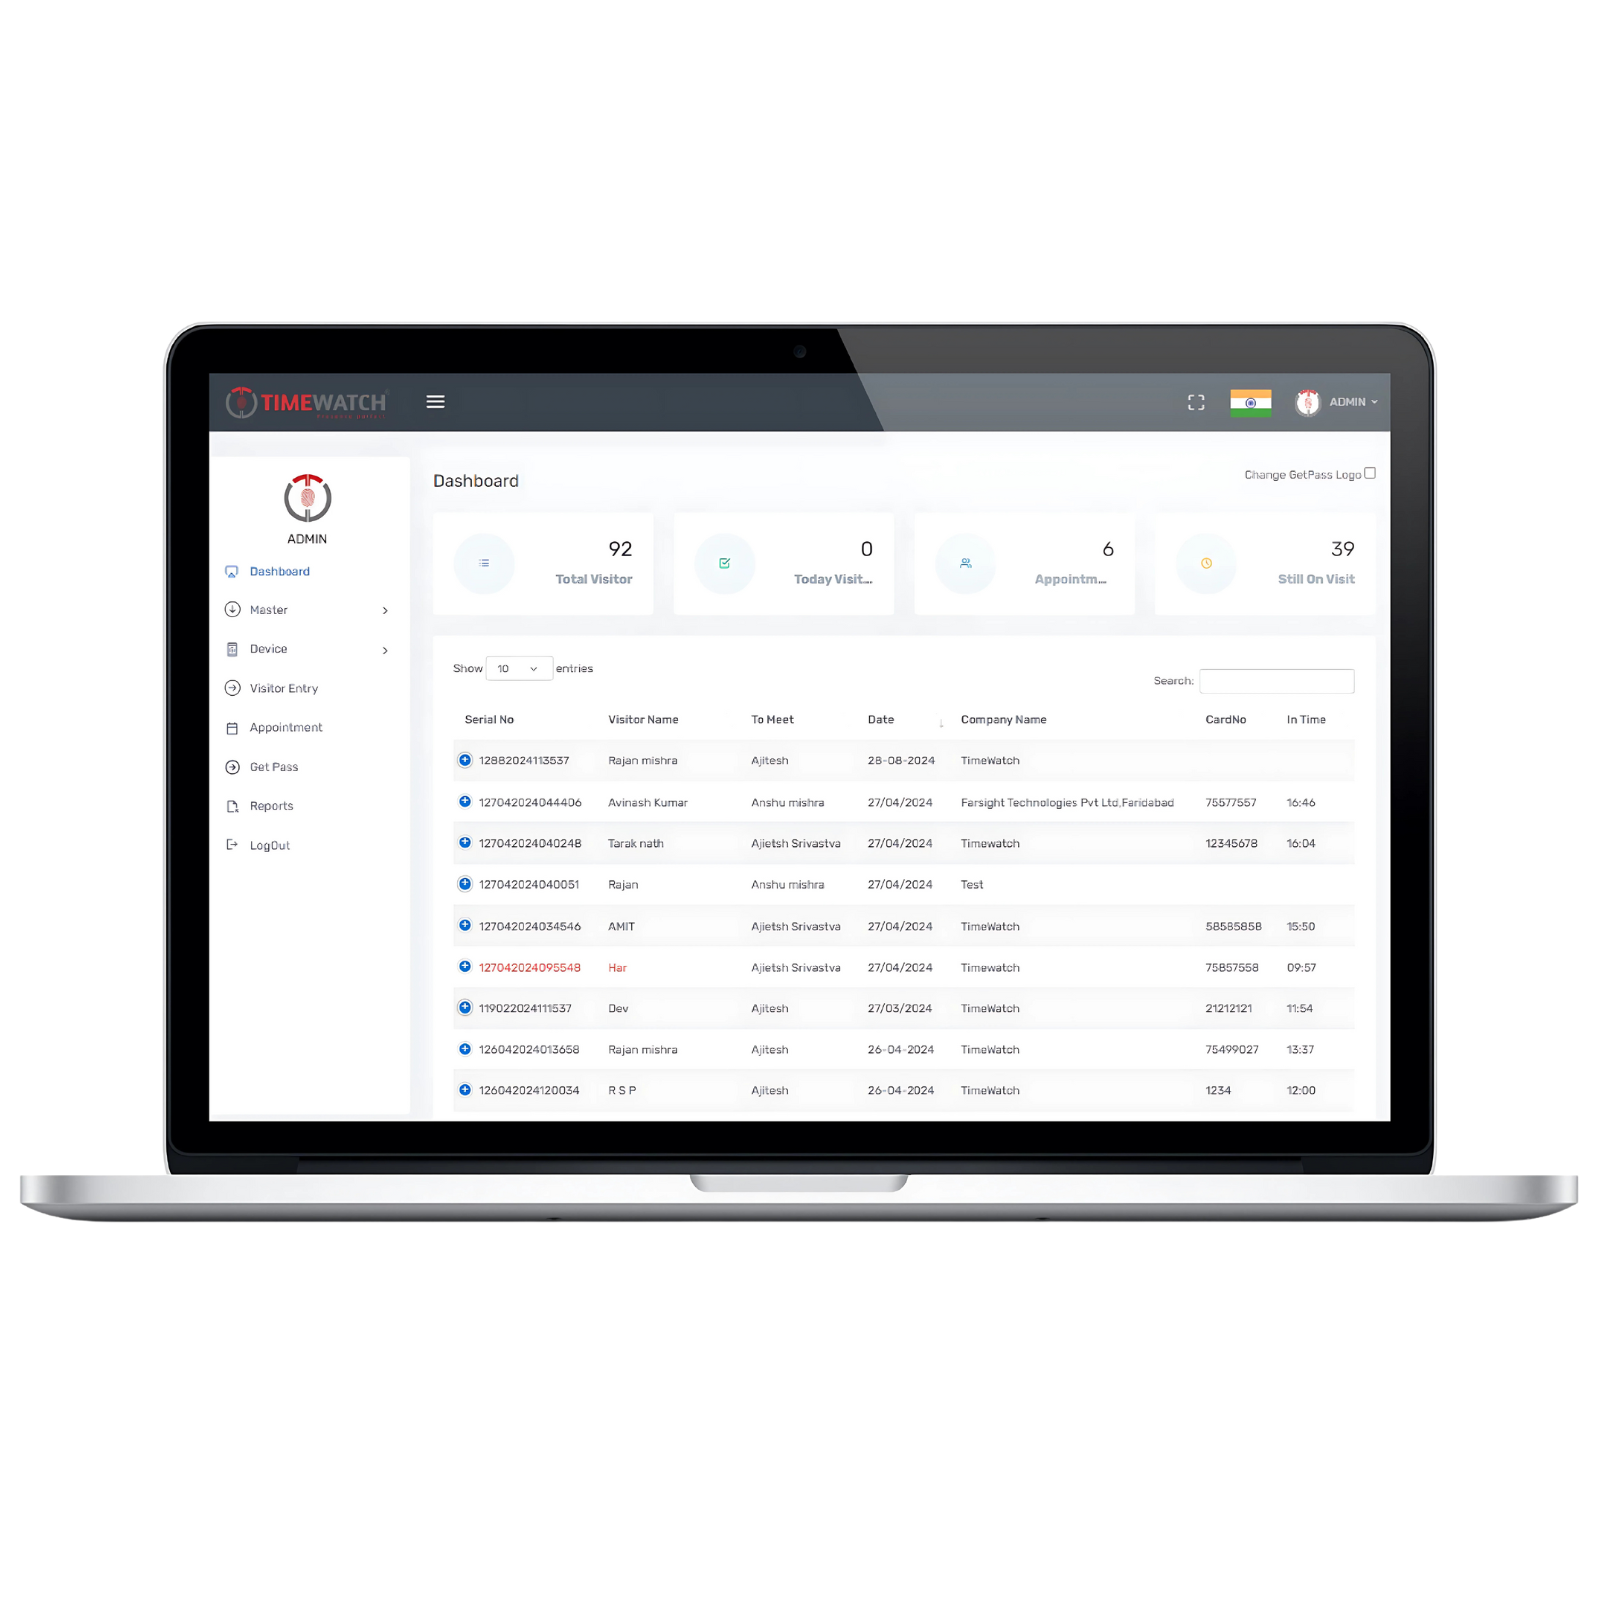 TIMEWATCH
ADMIN
ADMIN
Dashboard
Master
Device
Visitor Entry
Appointment
Get Pass
Reports
LogOut
Dashboard
Change GetPass Logo
92
Total Visitor
0
Today Visit...
6
Appointm...
39
Still On Visit
Show 10 entries
Search:
Serial No Visitor Name To Meet Date Company Name CardNo In Time
12882024113537 Rajan mishra Ajitesh 28-08-2024 TimeWatch
127042024044406 Avinash Kumar Anshu mishra 27/04/2024 Farsight Technologies Pvt Ltd,Faridabad 75577557 16:46
127042024040248 Tarak nath Ajietsh Srivastva 27/04/2024 Timewatch 12345678 16:04
127042024040051 Rajan Anshu mishra 27/04/2024 Test
127042024034546 AMIT Ajietsh Srivastva 27/04/2024 TimeWatch 58585858 15:50
127042024095548 Har Ajietsh Srivastva 27/04/2024 Timewatch 75857558 09:57
119022024111537 Dev Ajitesh 27/03/2024 TimeWatch 21212121 11:54
126042024013658 Rajan mishra Ajitesh 26-04-2024 TimeWatch 75499027 13:37
126042024120034 R S P Ajitesh 26-04-2024 TimeWatch 1234 12:00